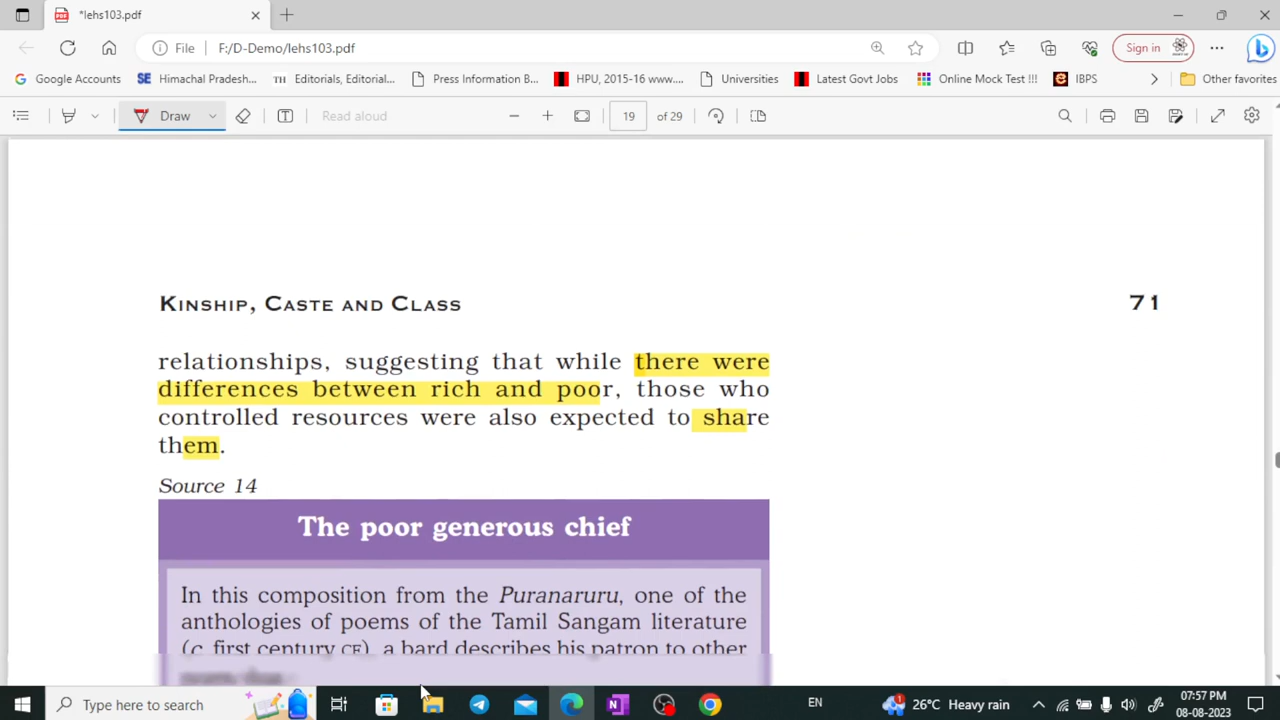 *lehs103.pdf
File F:/D-Demo/lehs103.pdf Sign in
Google Accounts SE Himachal Pradesh... TH Editorials, Editorial... Press Information B... HPU, 2015-16 www.... Universities Latest Govt Jobs Online Mock Test !!! IBPS Other favorites
Draw Read aloud 19 of 29
KINSHIP, CASTE AND CLASS 71
relationships, suggesting that while there were
differences between rich and poor, those who
controlled resources were also expected to share
them.
Source 14
The poor generous chief
In this composition from the Puranaruru, one of the
anthologies of poems of the Tamil Sangam literature
(c. first century CE), a bard describes his patron to other
Type here to search EN 1 26°C Heavy rain 07:57 PM
08-08-2023